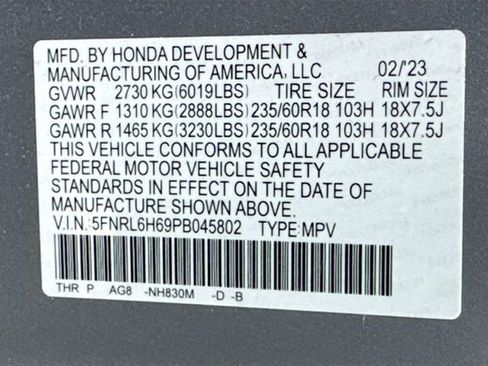 MFD. BY HONDA DEVELOPMENT &
MANUFACTURING OF AMERICA, LLC 02/'23
GVWR 2730 KG(6019LBS) TIRE SIZE RIM SIZE
GAWR F 1310 KG(2888LBS) 235/60R18 103H 18X7.5J
GAWR R 1465 KG(3230LBS) 235/60R18 103H 18X7.5J
THIS VEHICLE CONFORMS TO ALL APPLICABLE
FEDERAL MOTOR VEHICLE SAFETY
STANDARDS IN EFFECT ON THE DATE OF
MANUFACTURE SHOWN ABOVE.
V.I.N.:5FNRL6H69PB045802 TYPE:MPV
THR P AG8 -NH830M -D -B